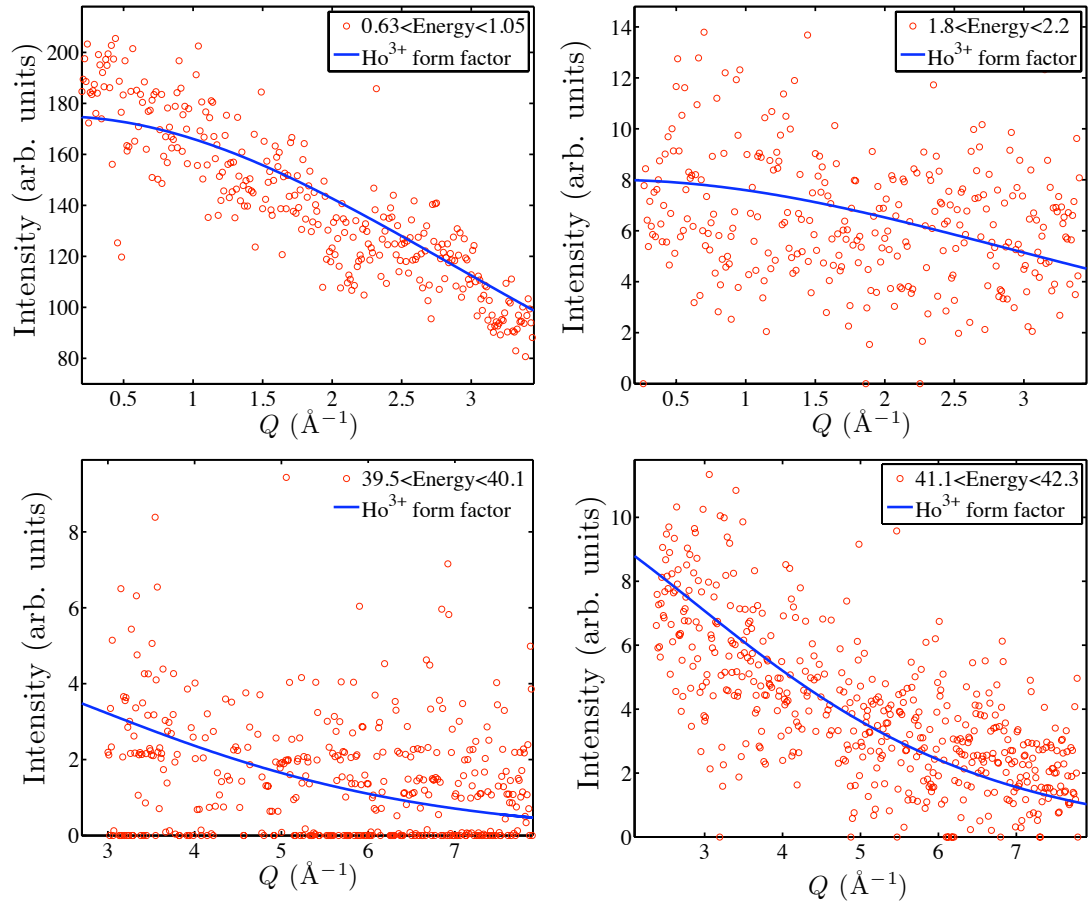 Intensity (arb. units)
200
180
160
140
120
100
80
0.63<Energy<1.05
Ho³⁺ form factor
0.5 1 1.5 2 2.5 3
Q (Å⁻¹)
Intensity (arb. units)
14
12
10
8
6
4
2
0
1.8<Energy<2.2
Ho³⁺ form factor
0.5 1 1.5 2 2.5 3
Q (Å⁻¹)
Intensity (arb. units)
8
6
4
2
0
39.5<Energy<40.1
Ho³⁺ form factor
3 4 5 6 7
Q (Å⁻¹)
Intensity (arb. units)
10
8
6
4
2
0
41.1<Energy<42.3
Ho³⁺ form factor
3 4 5 6 7
Q (Å⁻¹)